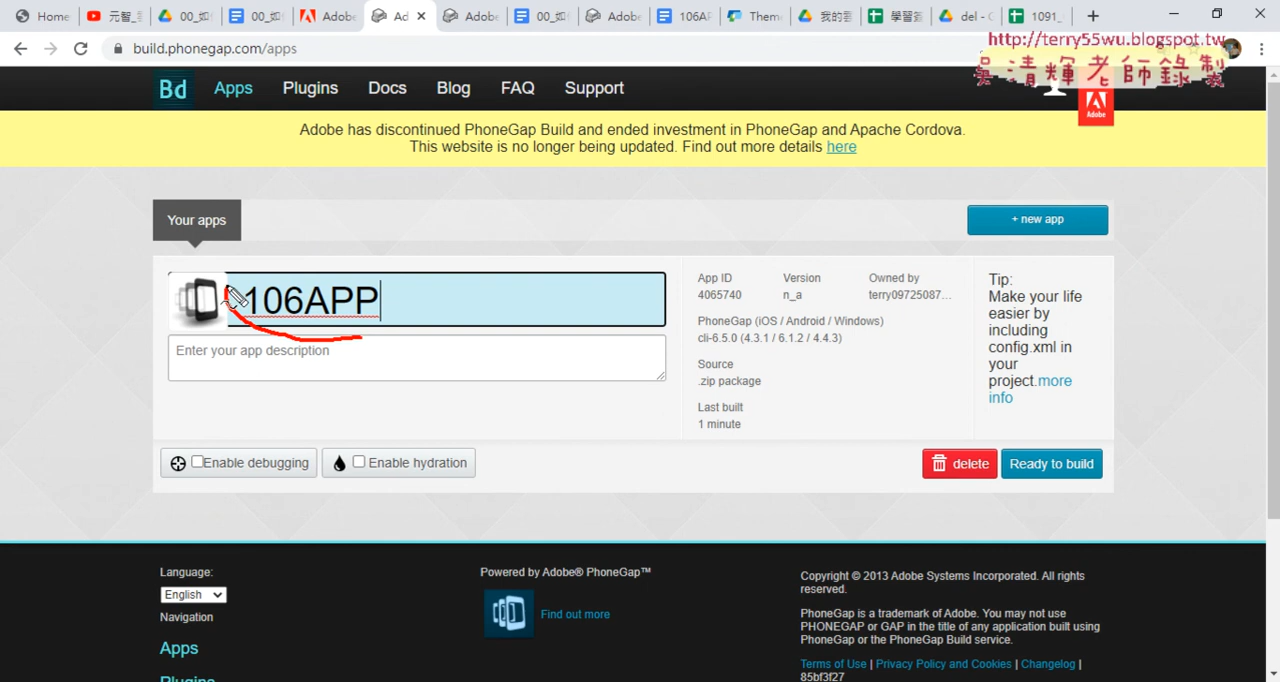 Home
元智_
00_如
00_如
Adobe
Ad
Adobe
00_如
Adobe
106AP
Theme
我的雲
學習簽
del - C
1091_
build.phonegap.com/apps
http://terry55wu.blogspot.tw
吳清輝老師錄製
Bd Apps Plugins Docs Blog FAQ Support
Adobe
Adobe has discontinued PhoneGap Build and ended investment in PhoneGap and Apache Cordova.
This website is no longer being updated. Find out more details here
Your apps
+ new app
106APP
Enter your app description
App ID
4065740
Version
n_a
Owned by
terry09725087...
PhoneGap (iOS / Android / Windows)
cli-6.5.0 (4.3.1 / 6.1.2 / 4.4.3)
Source
.zip package
Last built
1 minute
Tip:
Make your life
easier by
including
config.xml in
your
project.more
info
Enable debugging
Enable hydration
delete
Ready to build
Language:
English
Navigation
Apps
Plugins
Powered by Adobe® PhoneGap™
Find out more
Copyright © 2013 Adobe Systems Incorporated. All rights
reserved.
PhoneGap is a trademark of Adobe. You may not use
PHONEGAP or GAP in the title of any application built using
PhoneGap or the PhoneGap Build service.
Terms of Use | Privacy Policy and Cookies | Changelog |
85bf3f27